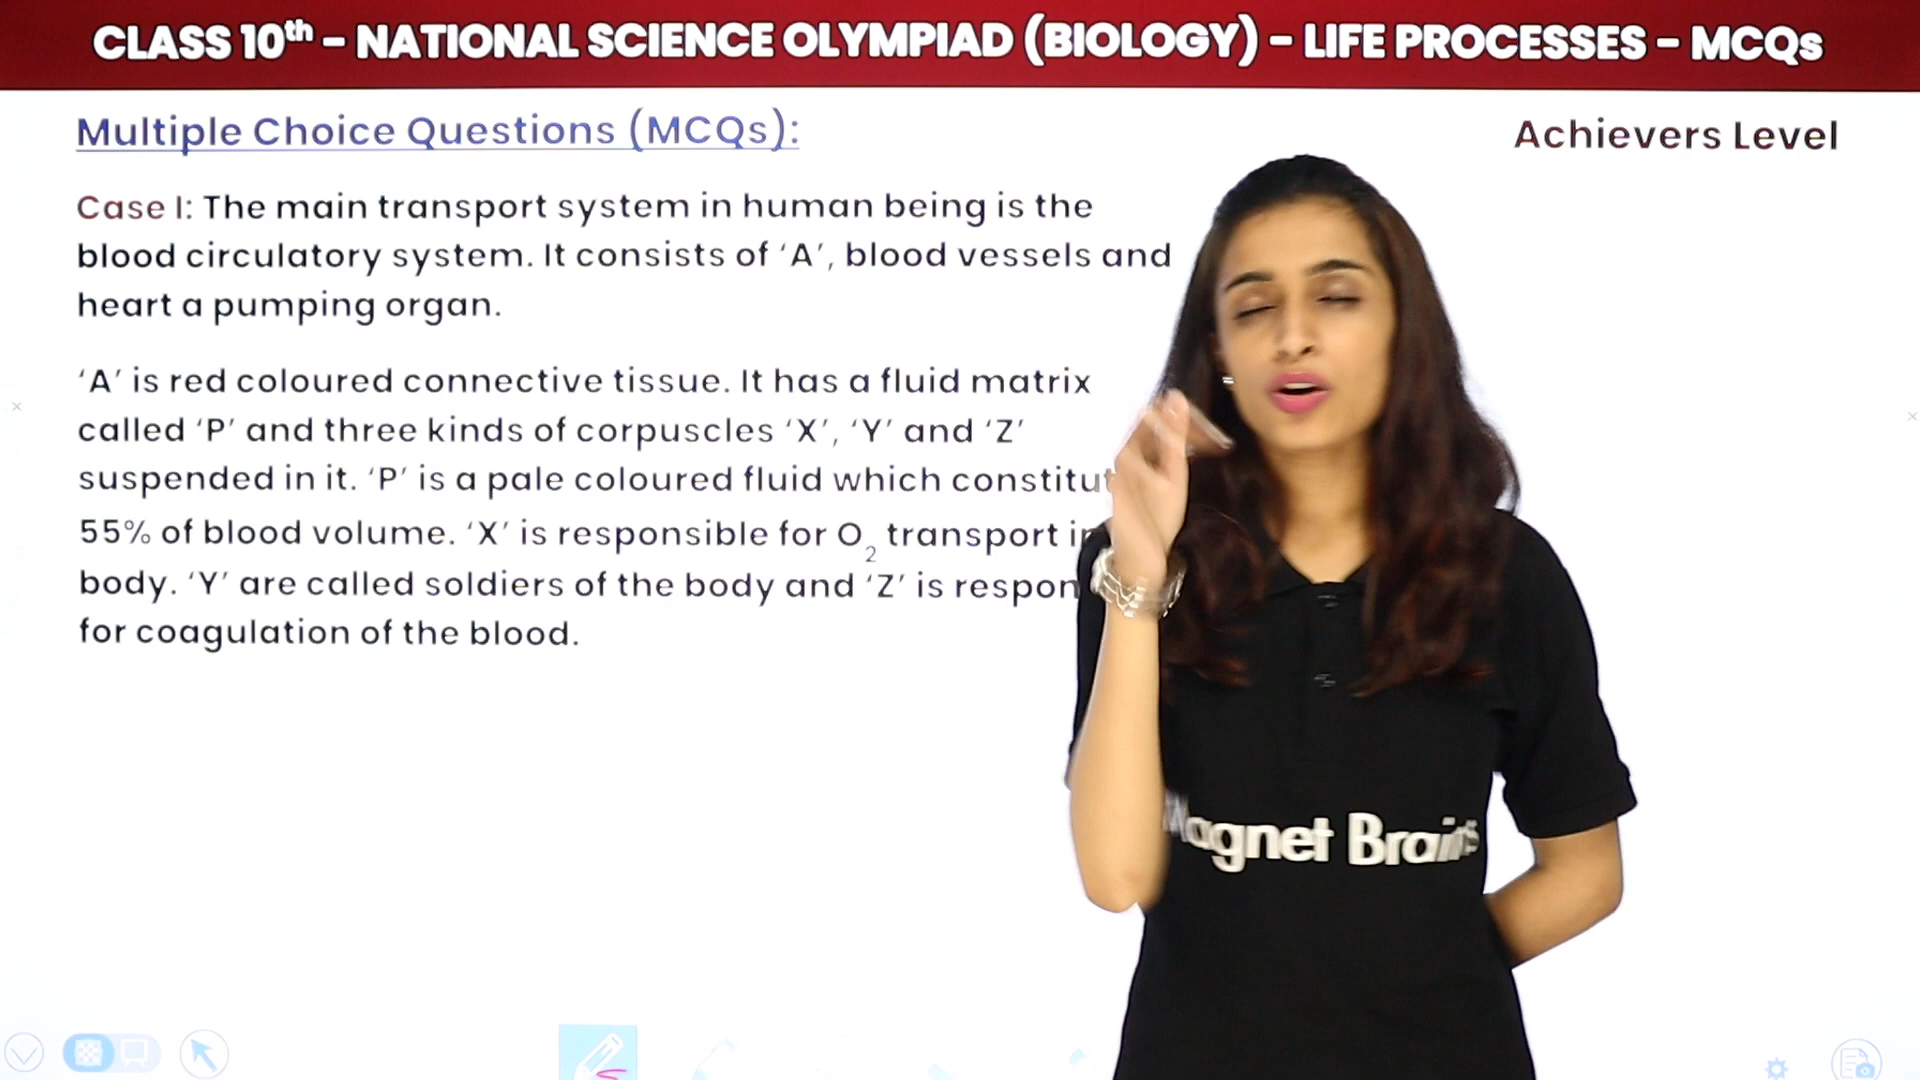 CLASS 10th - NATIONAL SCIENCE OLYMPIAD (BIOLOGY) - LIFE PROCESSES - MCQs
Multiple Choice Questions (MCQs):
Achievers Level
Case I: The main transport system in human being is the
blood circulatory system. It consists of ‘A’, blood vessels and
heart a pumping organ.
‘A’ is red coloured connective tissue. It has a fluid matrix
called ‘P’ and three kinds of corpuscles ‘X’, ‘Y’ and ‘Z’
suspended in it. ‘P’ is a pale coloured fluid which
55% of blood volume. ‘X’ is responsible for O2 transport
body. ‘Y’ are called soldiers of the body and ‘Z’ is
for coagulation of the blood.
Magnet Brains